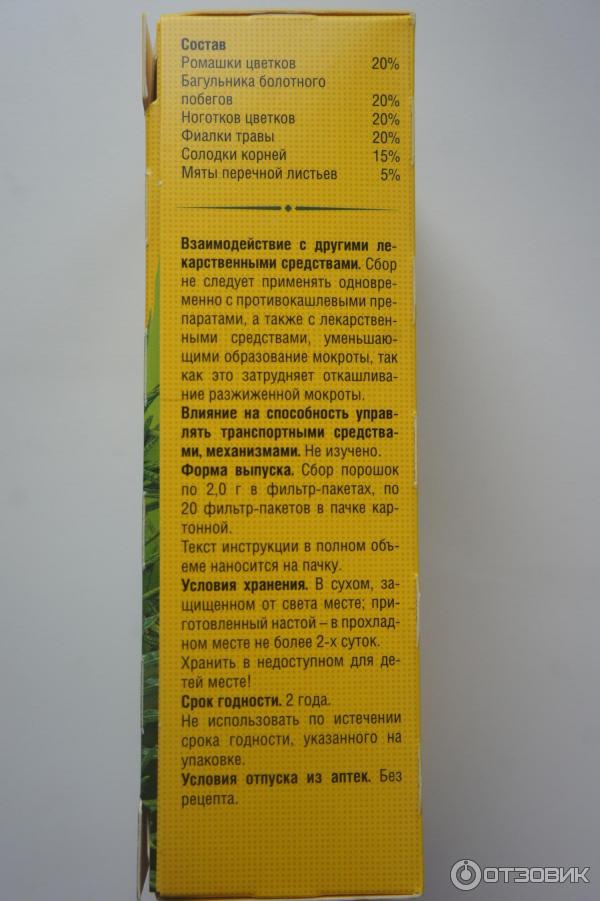 Состав
Ромашки цветков 20%
Багульника болотного
побегов 20%
Ноготков цветков 20%
Фиалки травы 20%
Солодки корней 15%
Мяты перечной листьев 5%
Взаимодействие с другими ле-
карственными средствами. Сбор
не следует применять одновре-
менно с противокашлевыми пре-
паратами, а также с лекарствен-
ными средствами, уменьшаю-
щими образование мокроты, так
как это затрудняет откашлива-
ние разжиженной мокроты.
Влияние на способность управ-
лять транспортными средства-
ми, механизмами. Не изучено.
Форма выпуска. Сбор порошок
по 2,0 г в фильтр-пакетах, по
20 фильтр-пакетов в пачке кар-
тонной.
Текст инструкции в полном объ-
еме наносится на пачку.
Условия хранения. В сухом, за-
щищенном от света месте; при-
готовленный настой – в прохлад-
ном месте не более 2-х суток.
Хранить в недоступном для де-
тей месте!
Срок годности. 2 года.
Не использовать по истечении
срока годности, указанного на
упаковке.
Условия отпуска из аптек. Без
рецепта.
ОТЗОВИК